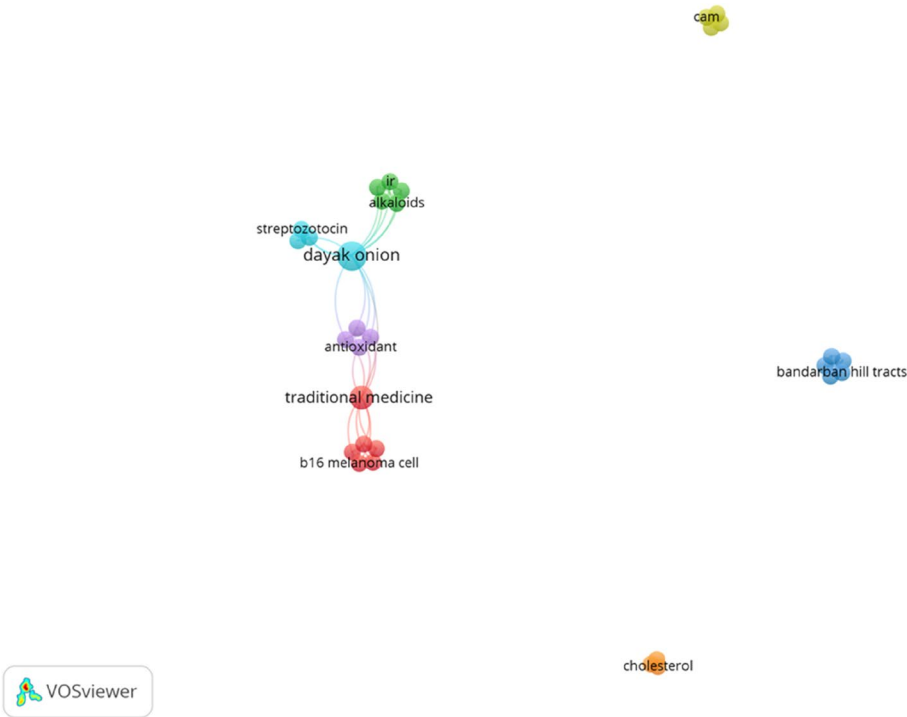 cam
ir
alkaloids
streptozotocin
dayak onion
antioxidant
bandarban hill tracts
traditional medicine
b16 melanoma cell
cholesterol
VOSviewer